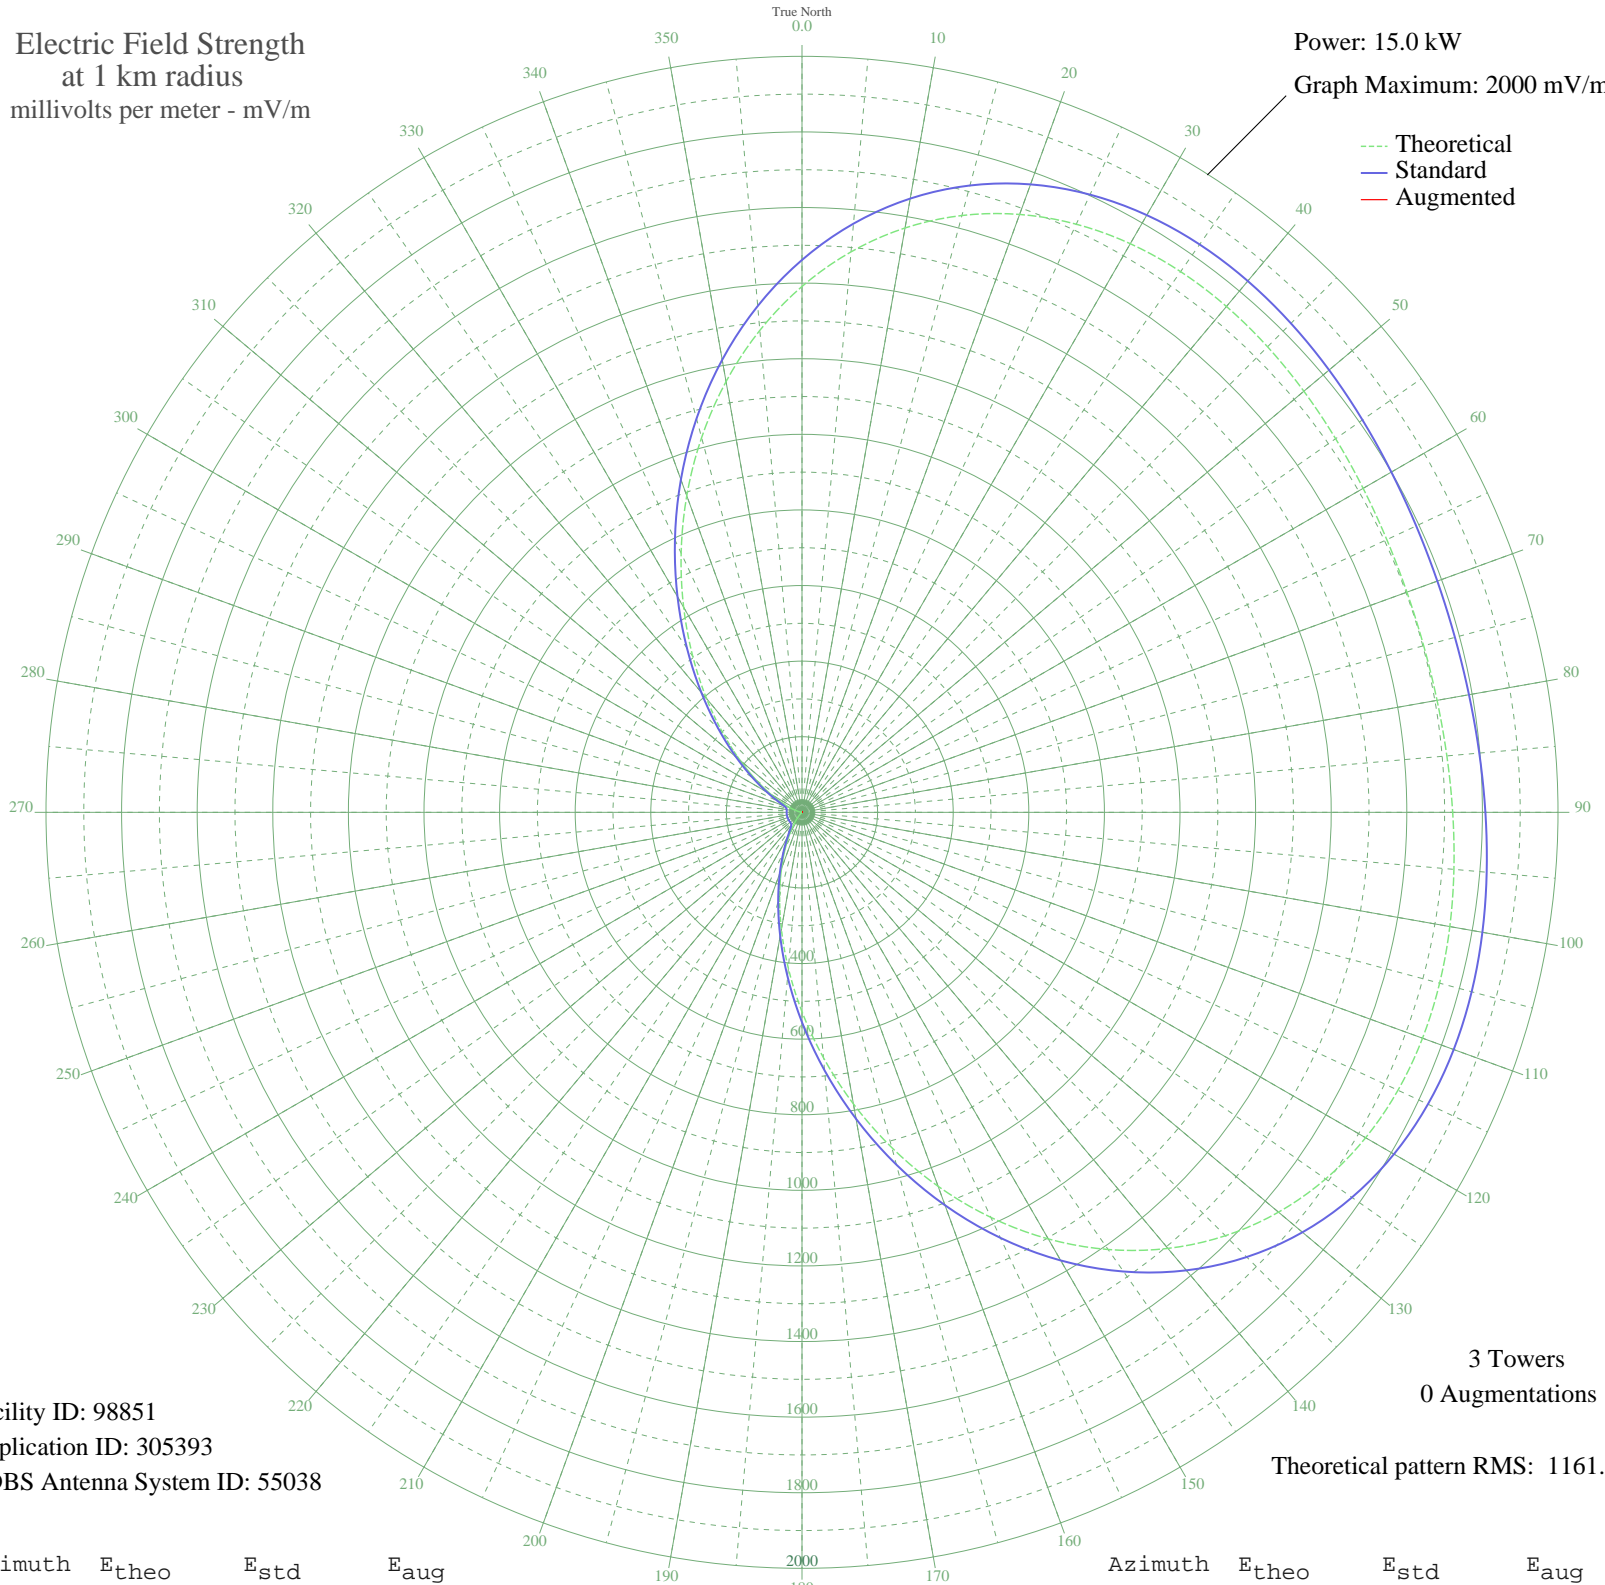 True North
0.0
Electric Field Strength
at 1 km radius
millivolts per meter - mV/m
Power: 15.0 kW
Graph Maximum: 2000 mV/m
Theoretical
Standard
Augmented
10
20
30
40
50
60
70
80
90
100
110
120
130
140
150
160
170
190
200
210
220
230
240
250
260
270
280
290
300
310
320
330
340
350
400
600
800
1000
1200
1400
1600
1800
2000
3 Towers
0 Augmentations
Theoretical pattern RMS: 1161.
cility ID: 98851
plication ID: 305393
DBS Antenna System ID: 55038
imuth Etheo Estd Eaug
Azimuth Etheo Estd Eaug